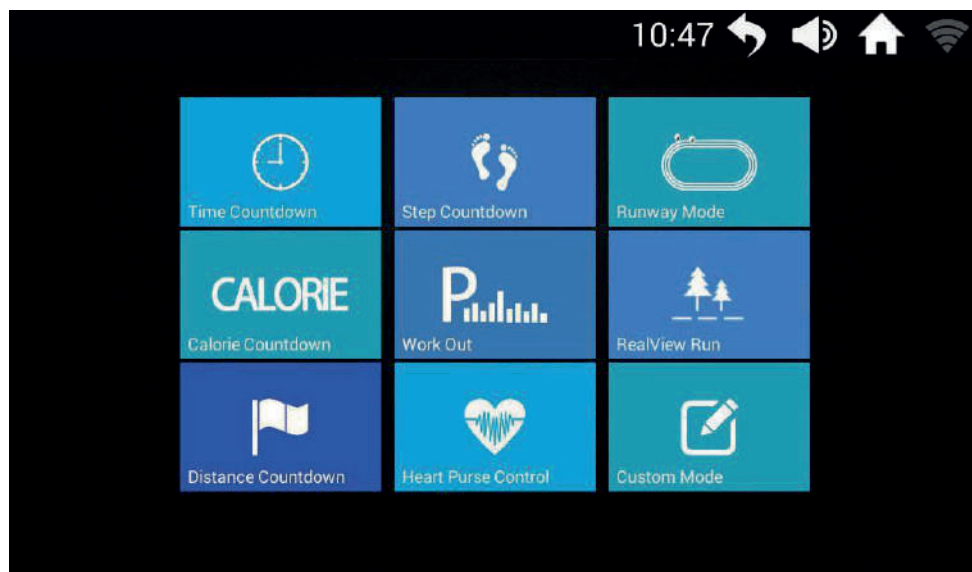 10:47
Time Countdown
Step Countdown
Runway Mode
CALORIE
Calorie Countdown
P
Work Out
RealView Run
Distance Countdown
Heart Purse Control
Custom Mode